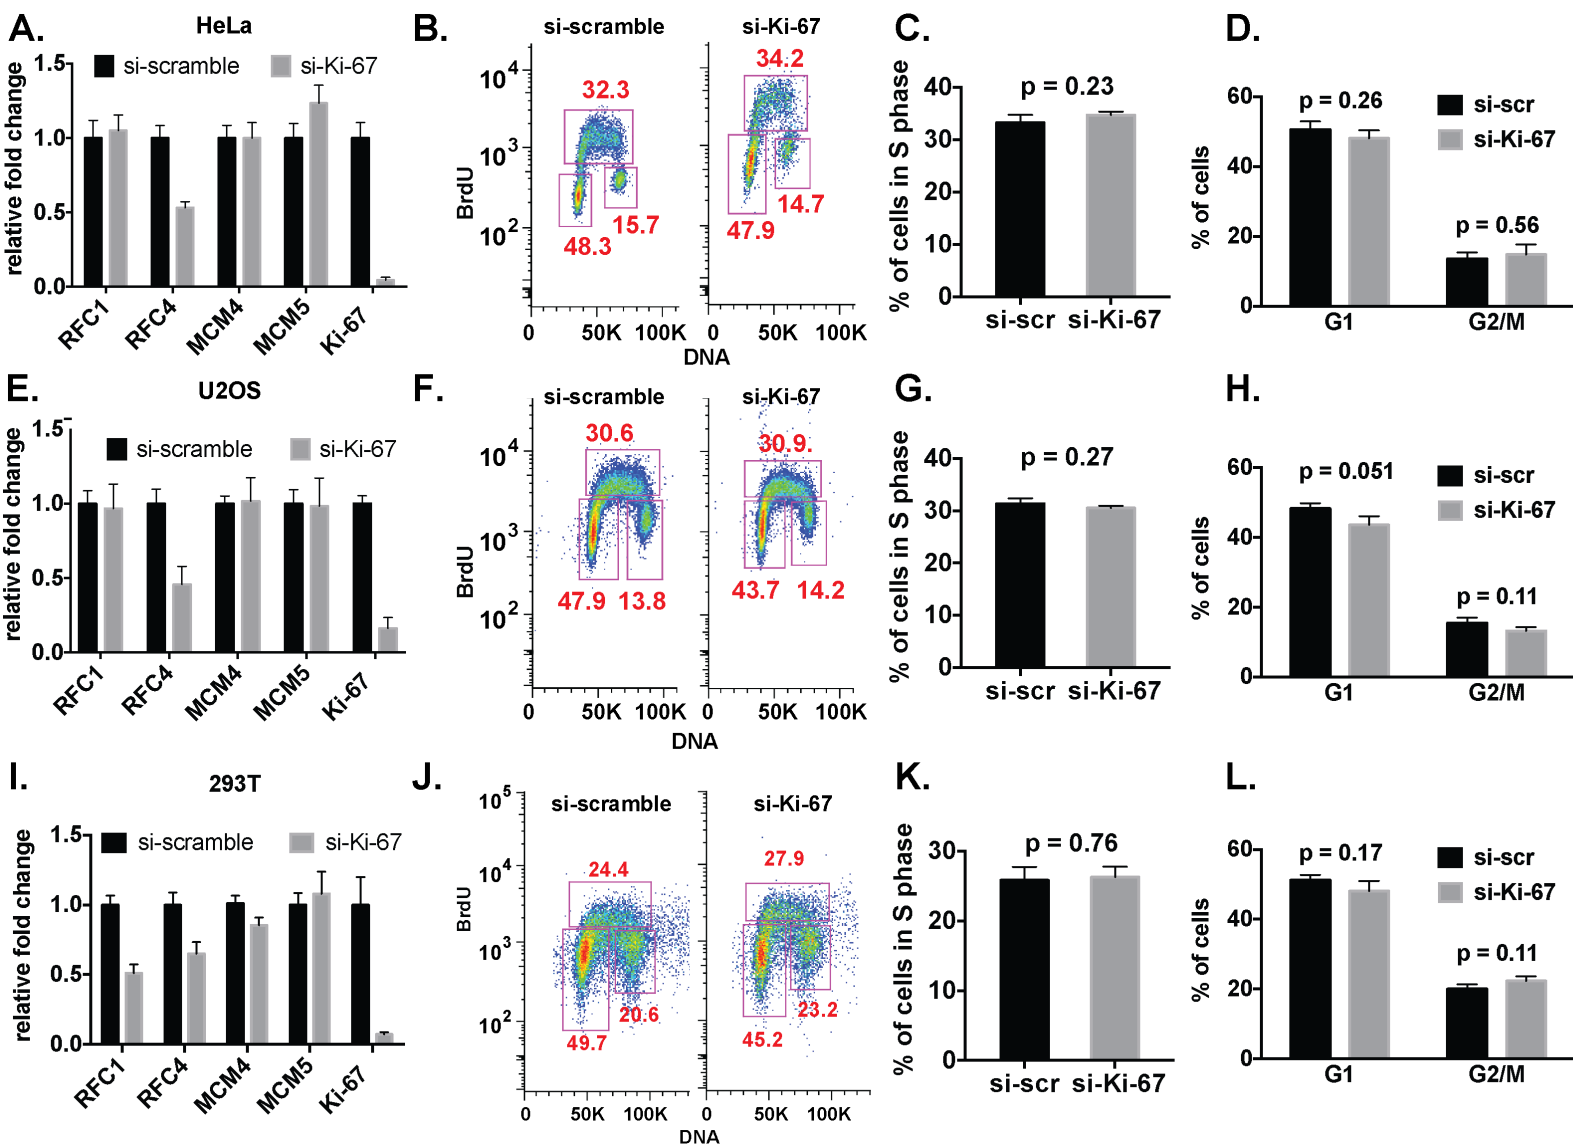 A.
HeLa
si-scramble
si-Ki-67
relative fold change
1.5
1.0
0.5
0.0
RFC1
RFC4
MCM4
MCM5
Ki-67
B.
si-scramble
si-Ki-67
BrdU
10^4
10^3
10^2
32.3
48.3
15.7
34.2
47.9
14.7
0
50K
100K
0
50K
100K
DNA
C.
p = 0.23
% of cells in S phase
40
30
20
10
0
si-scr
si-Ki-67
D.
p = 0.26
p = 0.56
si-scr
si-Ki-67
% of cells
60
40
20
0
G1
G2/M
E.
U2OS
si-scramble
si-Ki-67
relative fold change
1.5
1.0
0.5
0.0
RFC1
RFC4
MCM4
MCM5
Ki-67
F.
si-scramble
si-Ki-67
BrdU
10^4
10^3
10^2
30.6
47.9
13.8
30.9.
43.7
14.2
0
50K
100K
0
50K
100K
DNA
G.
p = 0.27
% of cells in S phase
40
30
20
10
0
si-scr
si-Ki-67
H.
p = 0.051
p = 0.11
si-scr
si-Ki-67
% of cells
60
40
20
0
G1
G2/M
I.
293T
si-scramble
si-Ki-67
relative fold change
1.5
1.0
0.5
0.0
RFC1
RFC4
MCM4
MCM5
Ki-67
J.
si-scramble
si-Ki-67
BrdU
10^5
10^4
10^3
10^2
24.4
49.7
20.6
27.9
45.2
23.2
0
50K
100K
0
50K
100K
DNA
K.
p = 0.76
% of cells in S phase
30
20
10
0
si-scr
si-Ki-67
L.
p = 0.17
p = 0.11
si-scr
si-Ki-67
% of cells
60
40
20
0
G1
G2/M